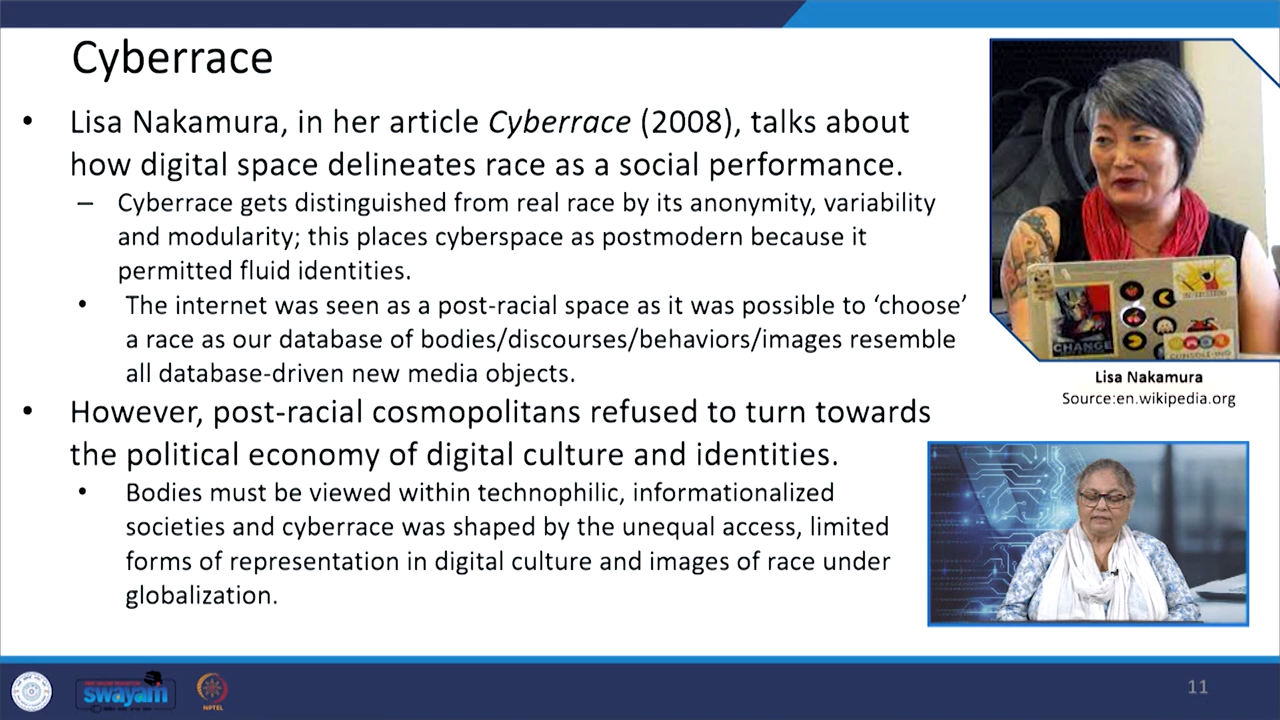 Cyberrace
• Lisa Nakamura, in her article Cyberrace (2008), talks about
how digital space delineates race as a social performance.
– Cyberrace gets distinguished from real race by its anonymity, variability
and modularity; this places cyberspace as postmodern because it
permitted fluid identities.
• The internet was seen as a post-racial space as it was possible to ‘choose’
a race as our database of bodies/discourses/behaviors/images resemble
all database-driven new media objects.
• However, post-racial cosmopolitans refused to turn towards
the political economy of digital culture and identities.
• Bodies must be viewed within technophilic, informationalized
societies and cyberrace was shaped by the unequal access, limited
forms of representation in digital culture and images of race under
globalization.
CHANGE
CONSOLE-ING
Lisa Nakamura
Source:en.wikipedia.org
swayam
NPTEL
11